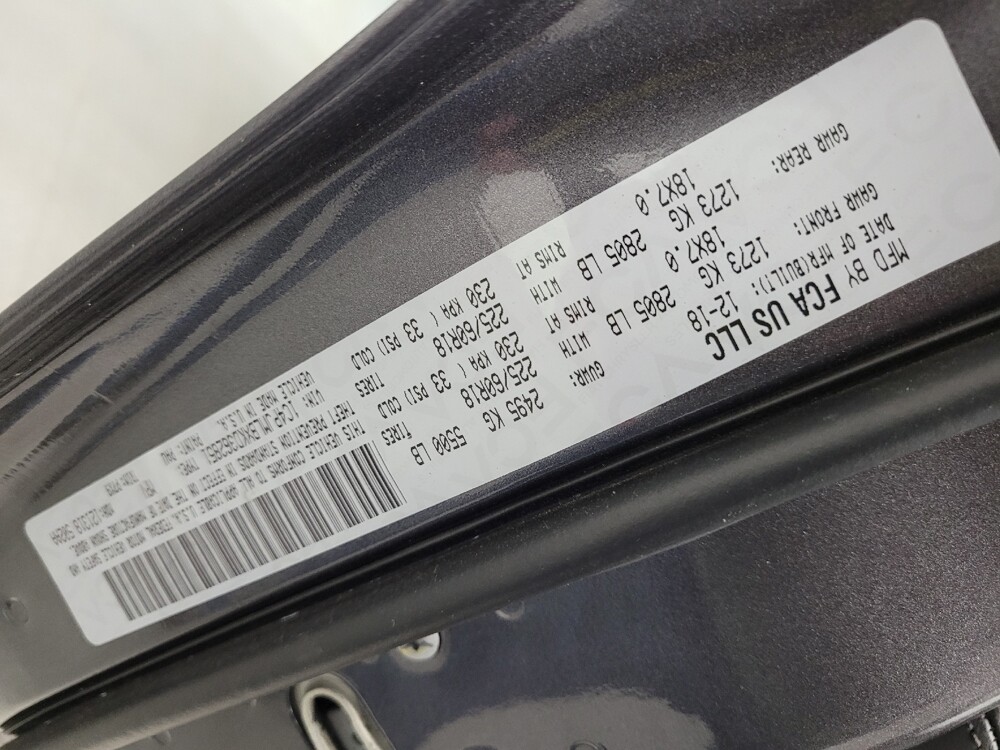 MFD BY FCA US LLC
DATE OF MFR(BUILT): 12-18 GVWR: 2495 KG 5500 LB
GAWR FRONT: 1273 KG 2805 LB WITH 225/60R18 TIRES
18X7.0 RIMS AT 230 KPA ( 33 PSI) COLD
GAWR REAR: 1273 KG 2805 LB WITH 225/60R18 TIRES
18X7.0 RIMS AT 230 KPA ( 33 PSI) COLD
THIS VEHICLE CONFORMS TO ALL APPLICABLE U.S.A. FEDERAL MOTOR VEHICLE SAFETY AND
THEFT PREVENTION STANDARDS IN EFFECT ON THE DATE OF MANUFACTURE SHOWN ABOVE.
VIN: TYPE: MPV
VEHICLE MADE IN U.S.A. PAINT: